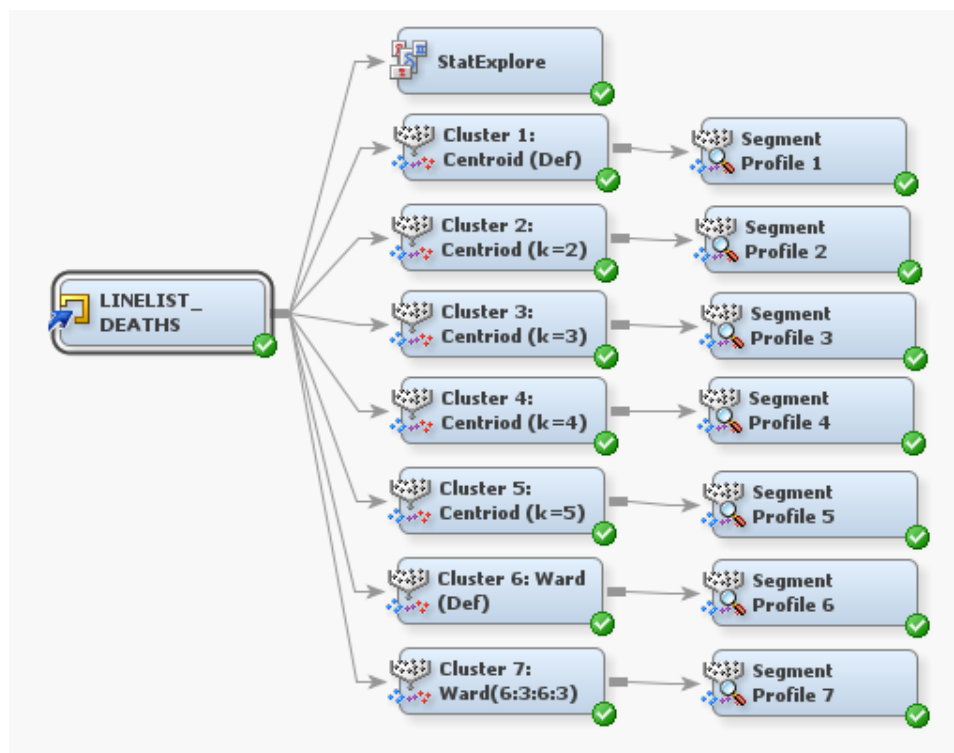 StatExplore
Cluster 1:
Centroid (Def)
Segment
Profile 1
Cluster 2:
Centriod (k=2)
Segment
Profile 2
LINELIST_
DEATHS
Cluster 3:
Centriod (k=3)
Segment
Profile 3
Cluster 4:
Centriod (k=4)
Segment
Profile 4
Cluster 5:
Centriod (k=5)
Segment
Profile 5
Cluster 6: Ward
(Def)
Segment
Profile 6
Cluster 7:
Ward(6:3:6:3)
Segment
Profile 7